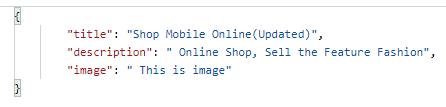 {
"title": "Shop Mobile Online(Updated)",
"description": " Online Shop, Sell the Feature Fashion",
"image": " This is image"
}